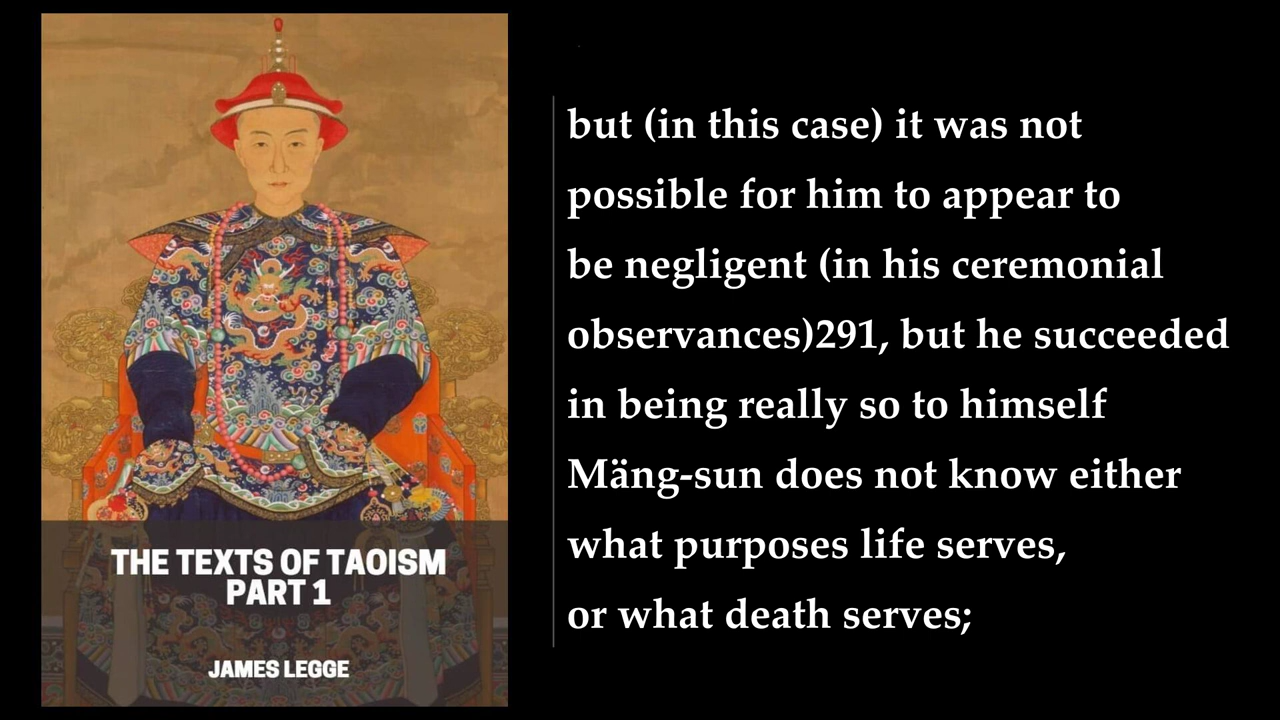 but (in this case) it was not
possible for him to appear to
be negligent (in his ceremonial
observances)291, but he succeeded
in being really so to himself
Mäng-sun does not know either
what purposes life serves,
or what death serves;
THE TEXTS OF TAOISM
PART 1
JAMES LEGGE